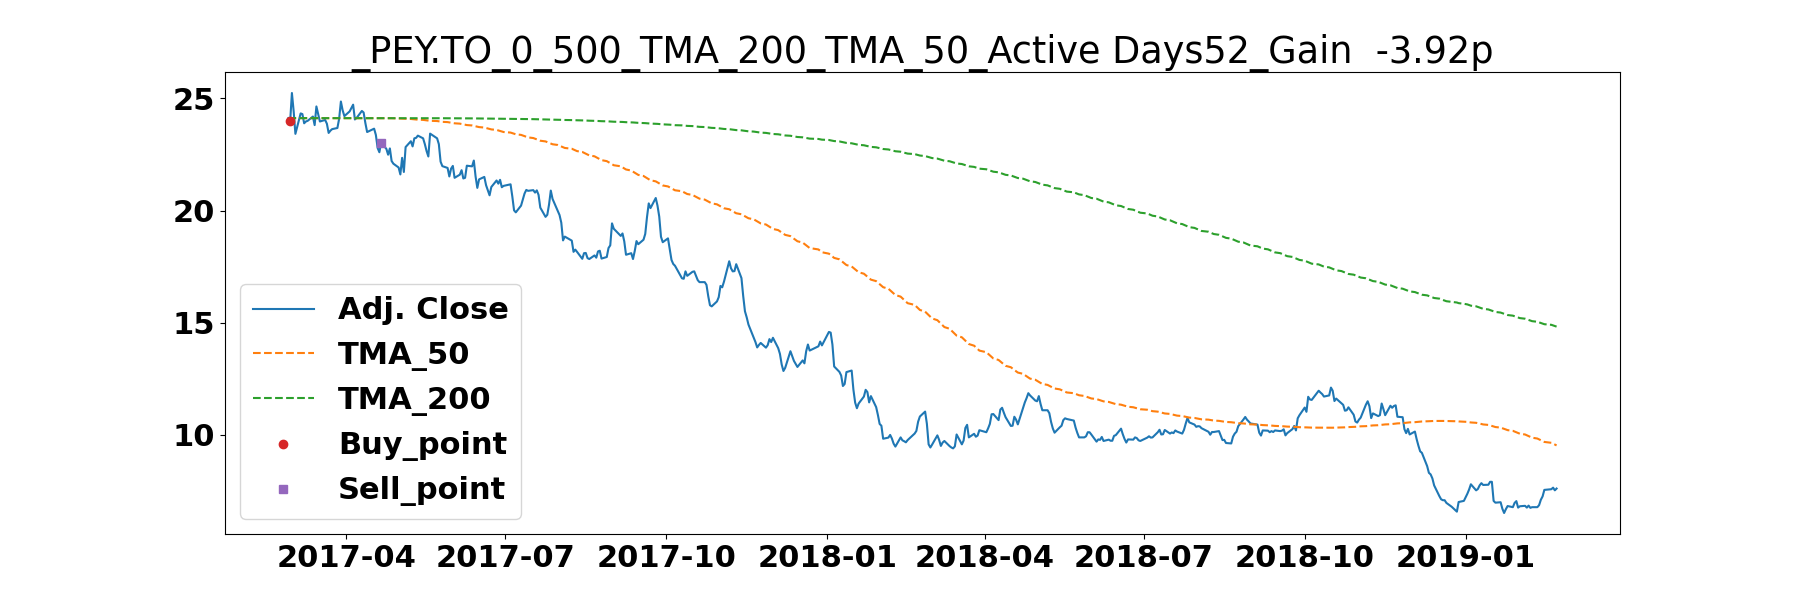 _PEY.TO_0_500_TMA_200_TMA_50_Active Days52_Gain  -3.92p
25
20
15
10
Adj. Close
TMA_50
TMA_200
Buy_point
Sell_point
2017-04 2017-07 2017-10 2018-01 2018-04 2018-07 2018-10 2019-01